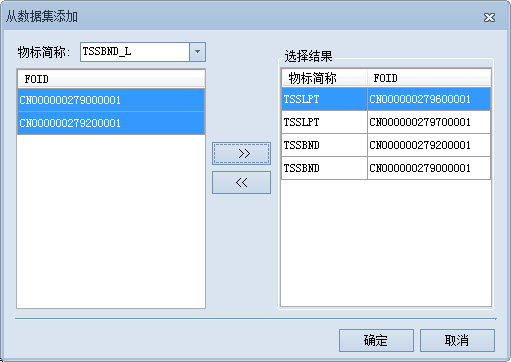 从数据集添加
物标简称: TSSBND_L
FOID
CN000000279000001
CN000000279200001
>>
<<
选择结果
物标简称 FOID
TSSLPT CN000000279600001
TSSLPT CN000000279700001
TSSBND CN000000279200001
TSSBND CN000000279000001
确定 取消